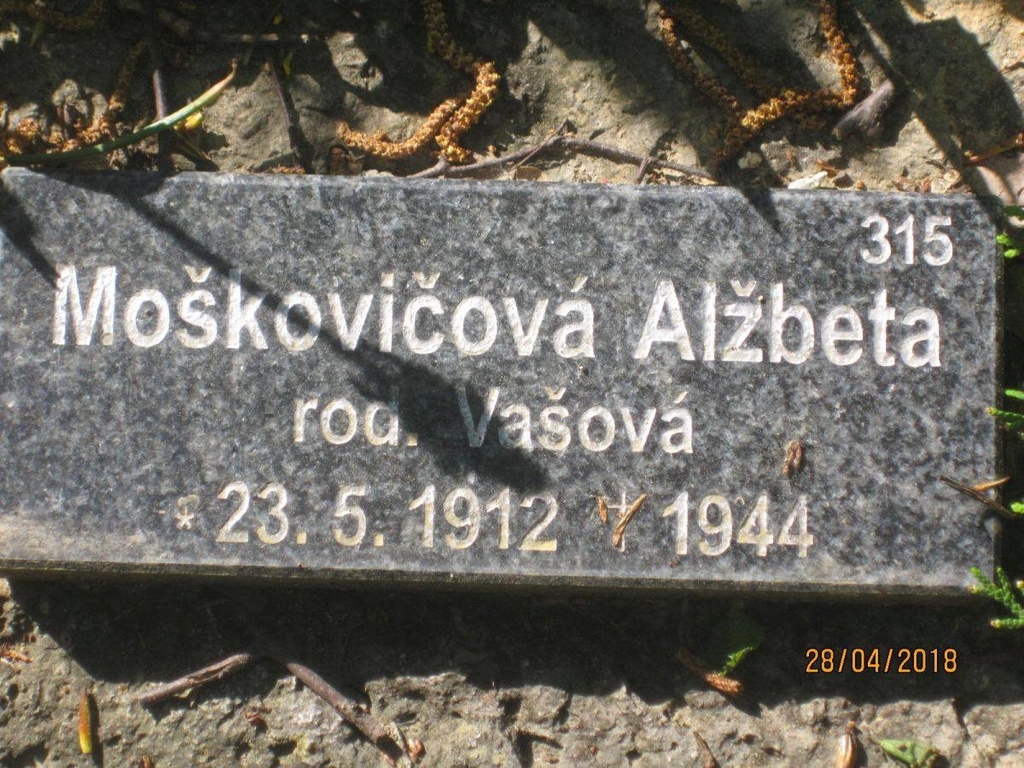 315
Moškovičová Alžbeta
rod. Vašová
* 23. 5. 1912 † 1944
28/04/2018